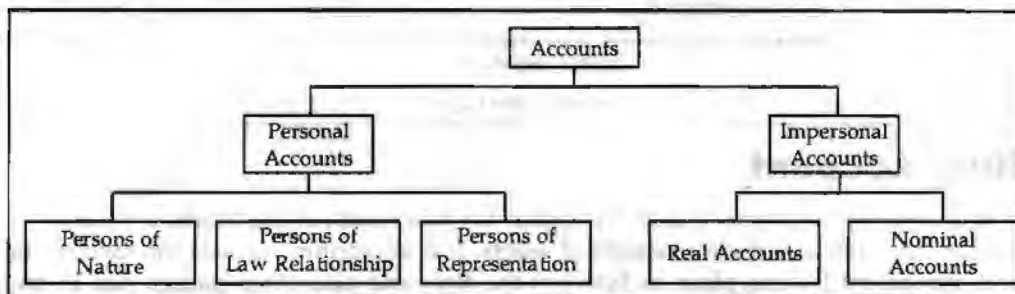 Accounts
Personal
Accounts
Impersonal
Accounts
Persons of
Nature
Persons of
Law Relationship
Persons of
Representation
Real Accounts
Nominal
Accounts